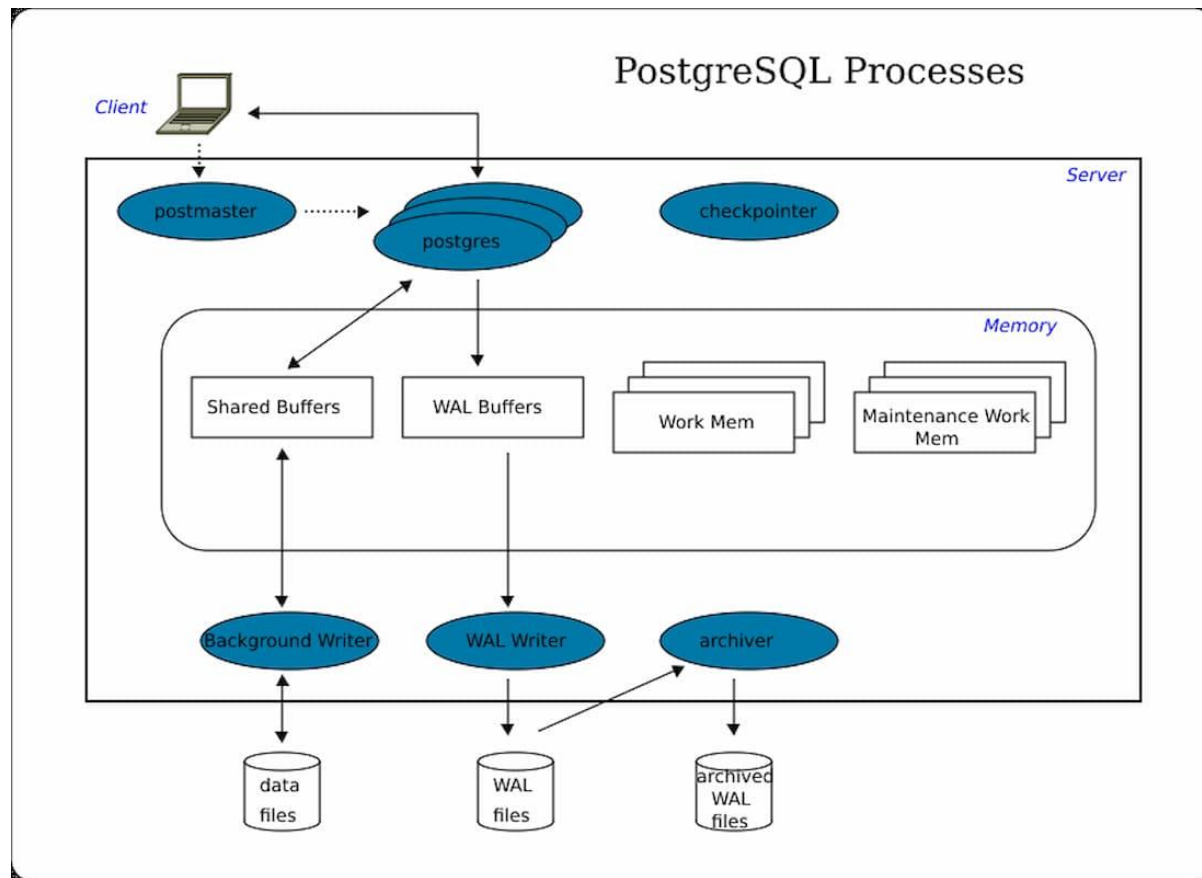 PostgreSQL Processes
Client
Server
postmaster
postgres
checkpointer
Memory
Shared Buffers
WAL Buffers
Work Mem
Maintenance Work
Mem
Background Writer
WAL Writer
archiver
data
files
WAL
files
archived
WAL
files